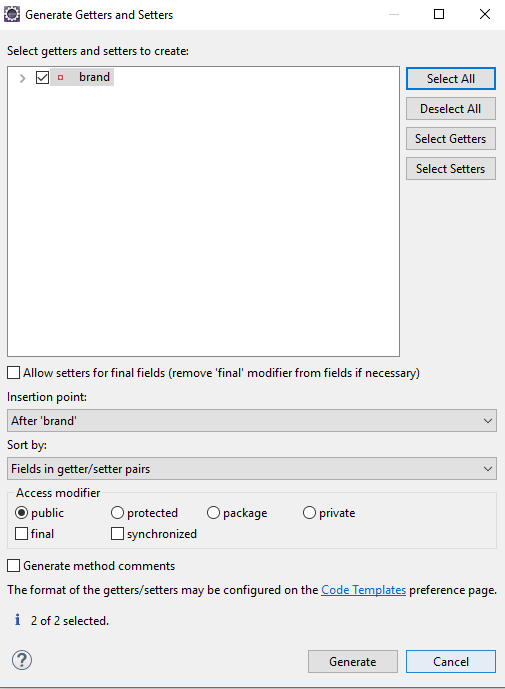 Generate Getters and Setters
Select getters and setters to create:
brand
Select All
Deselect All
Select Getters
Select Setters
Allow setters for final fields (remove 'final' modifier from fields if necessary)
Insertion point:
After 'brand'
Sort by:
Fields in getter/setter pairs
Access modifier
public protected package private
final synchronized
Generate method comments
The format of the getters/setters may be configured on the Code Templates preference page.
2 of 2 selected.
Generate Cancel